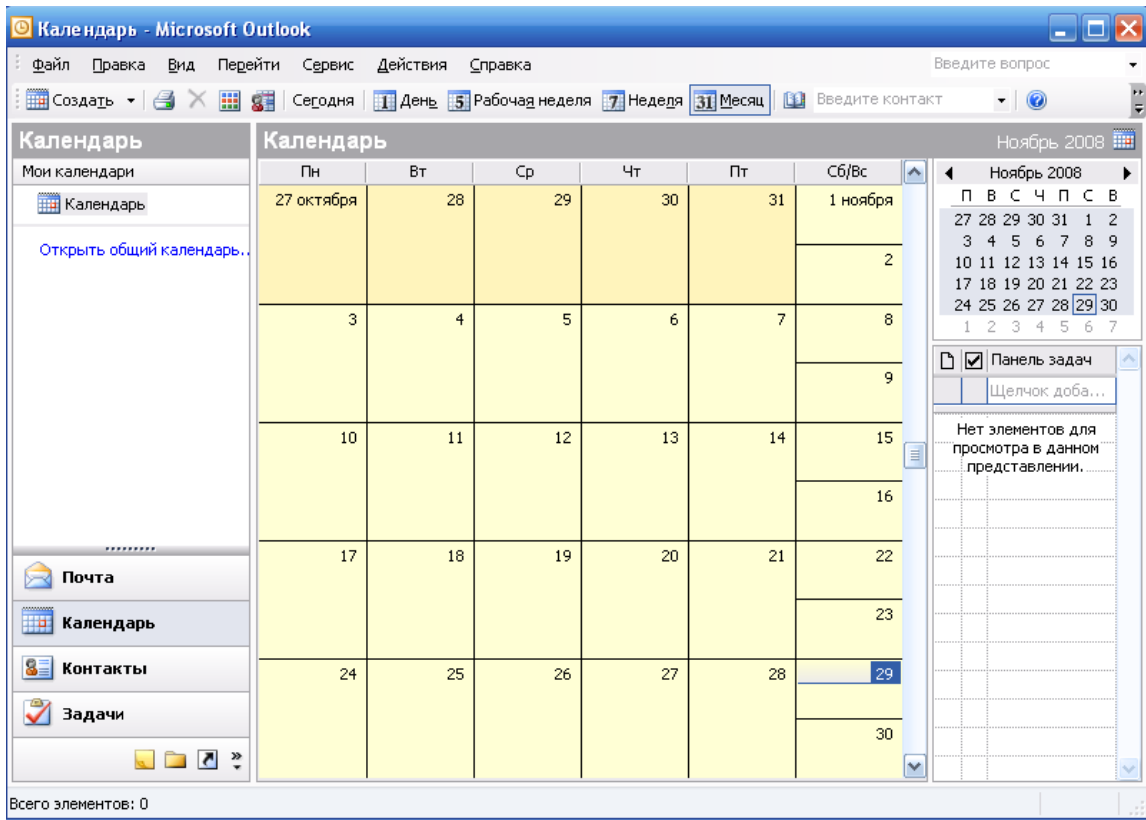 Календарь - Microsoft Outlook
Файл Правка Вид Перейти Сервис Действия Справка Введите вопрос
Создать Сегодня 1 День 5 Рабочая неделя 7 Неделя 31 Месяц Введите контакт
Календарь
Мои календари
Календарь
Открыть общий календарь..
Почта
Календарь
Контакты
Задачи
Календарь Ноябрь 2008
Пн Вт Ср Чт Пт Сб/Вс
27 октября 28 29 30 31 1 ноября
2
3 4 5 6 7 8
9
10 11 12 13 14 15
16
17 18 19 20 21 22
23
24 25 26 27 28 29
30
Ноябрь 2008
П В С Ч П С В
27 28 29 30 31 1 2
3 4 5 6 7 8 9
10 11 12 13 14 15 16
17 18 19 20 21 22 23
24 25 26 27 28 29 30
1 2 3 4 5 6 7
Панель задач
Щелчок доба...
Нет элементов для
просмотра в данном
представлении.
Всего элементов: 0